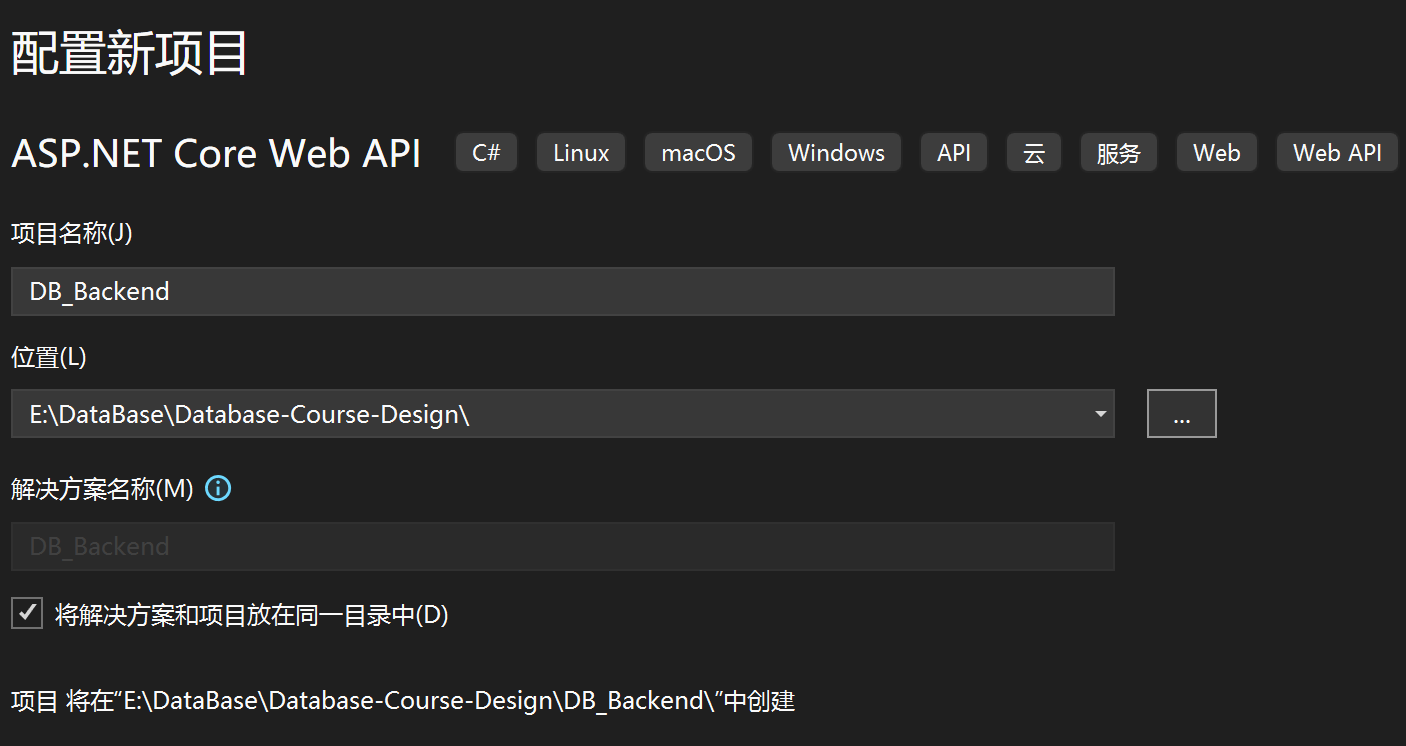 配置新项目
ASP.NET Core Web API C# Linux macOS Windows API 云 服务 Web Web API
项目名称(J)
DB_Backend
位置(L)
E:\DataBase\Database-Course-Design\
...
解决方案名称(M)
DB_Backend
将解决方案和项目放在同一目录中(D)
项目 将在“E:\DataBase\Database-Course-Design\DB_Backend\”中创建